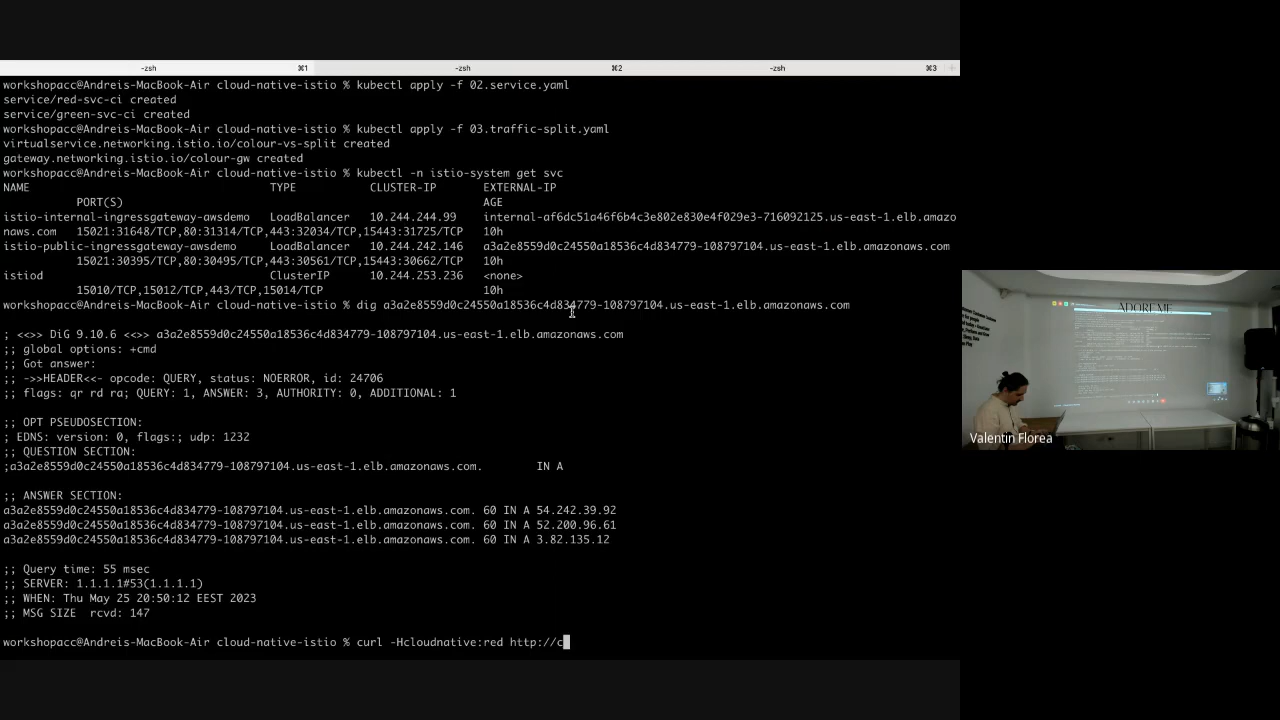 -zsh ⌘1 -zsh ⌘2 -zsh ⌘3 +
workshopacc@Andreis-MacBook-Air cloud-native-istio % kubectl apply -f 02.service.yaml
service/red-svc-ci created
service/green-svc-ci created
workshopacc@Andreis-MacBook-Air cloud-native-istio % kubectl apply -f 03.traffic-split.yaml
virtualservice.networking.istio.io/colour-vs-split created
gateway.networking.istio.io/colour-gw created
workshopacc@Andreis-MacBook-Air cloud-native-istio % kubectl -n istio-system get svc
NAME TYPE CLUSTER-IP EXTERNAL-IP
PORT(S) AGE
istio-internal-ingressgateway-awsdemo LoadBalancer 10.244.244.99 internal-af6dc51a46f6b4c3e802e830e4f029e3-716092125.us-east-1.elb.amazo
naws.com 15021:31648/TCP,80:31314/TCP,443:32034/TCP,15443:31725/TCP 10h
istio-public-ingressgateway-awsdemo LoadBalancer 10.244.242.146 a3a2e8559d0c24550a18536c4d834779-108797104.us-east-1.elb.amazonaws.com
15021:30395/TCP,80:30495/TCP,443:30561/TCP,15443:30662/TCP 10h
istiod ClusterIP 10.244.253.236 <none>
15010/TCP,15012/TCP,443/TCP,15014/TCP 10h
workshopacc@Andreis-MacBook-Air cloud-native-istio % dig a3a2e8559d0c24550a18536c4d834779-108797104.us-east-1.elb.amazonaws.com
; <<>> DiG 9.10.6 <<>> a3a2e8559d0c24550a18536c4d834779-108797104.us-east-1.elb.amazonaws.com
;; global options: +cmd
;; Got answer:
;; ->>HEADER<<- opcode: QUERY, status: NOERROR, id: 24706
;; flags: qr rd ra; QUERY: 1, ANSWER: 3, AUTHORITY: 0, ADDITIONAL: 1
;; OPT PSEUDOSECTION:
; EDNS: version: 0, flags:; udp: 1232
;; QUESTION SECTION:
;a3a2e8559d0c24550a18536c4d834779-108797104.us-east-1.elb.amazonaws.com. IN A
;; ANSWER SECTION:
a3a2e8559d0c24550a18536c4d834779-108797104.us-east-1.elb.amazonaws.com. 60 IN A 54.242.39.92
a3a2e8559d0c24550a18536c4d834779-108797104.us-east-1.elb.amazonaws.com. 60 IN A 52.200.96.61
a3a2e8559d0c24550a18536c4d834779-108797104.us-east-1.elb.amazonaws.com. 60 IN A 3.82.135.12
;; Query time: 55 msec
;; SERVER: 1.1.1.1#53(1.1.1.1)
;; WHEN: Thu May 25 20:50:12 EEST 2023
;; MSG SIZE rcvd: 147
workshopacc@Andreis-MacBook-Air cloud-native-istio % curl -Hcloudnative:red http://c
ADORE ME
Valentin Florea